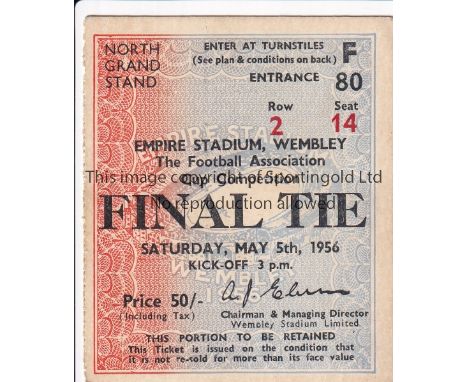 NORTH GRAND STAND
ENTER AT TURNSTILES F
(See plan & conditions on back)
ENTRANCE 80
Row Seat
2 14
EMPIRE STADIUM, WEMBLEY
The Football Association
This image copyright of Sportingold Ltd
Cup Competition
No reproduction allowed
FINAL TIE
SATURDAY, MAY 5th, 1956
KICK-OFF 3 p.m.
Price 50/-
(Including Tax)
Chairman & Managing Director
Wembley Stadium Limited
THIS PORTION TO BE RETAINED
This Ticket is issued on the condition that
it is not re-sold for more than its face value